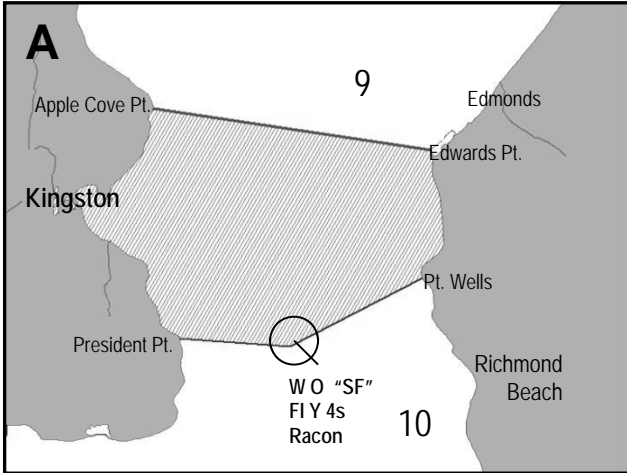 A
9
Apple Cove Pt.
Edmonds
Edwards Pt.
Kingston
Pt. Wells
President Pt.
W O “SF”
Fl Y 4s
Racon
10
Richmond
Beach